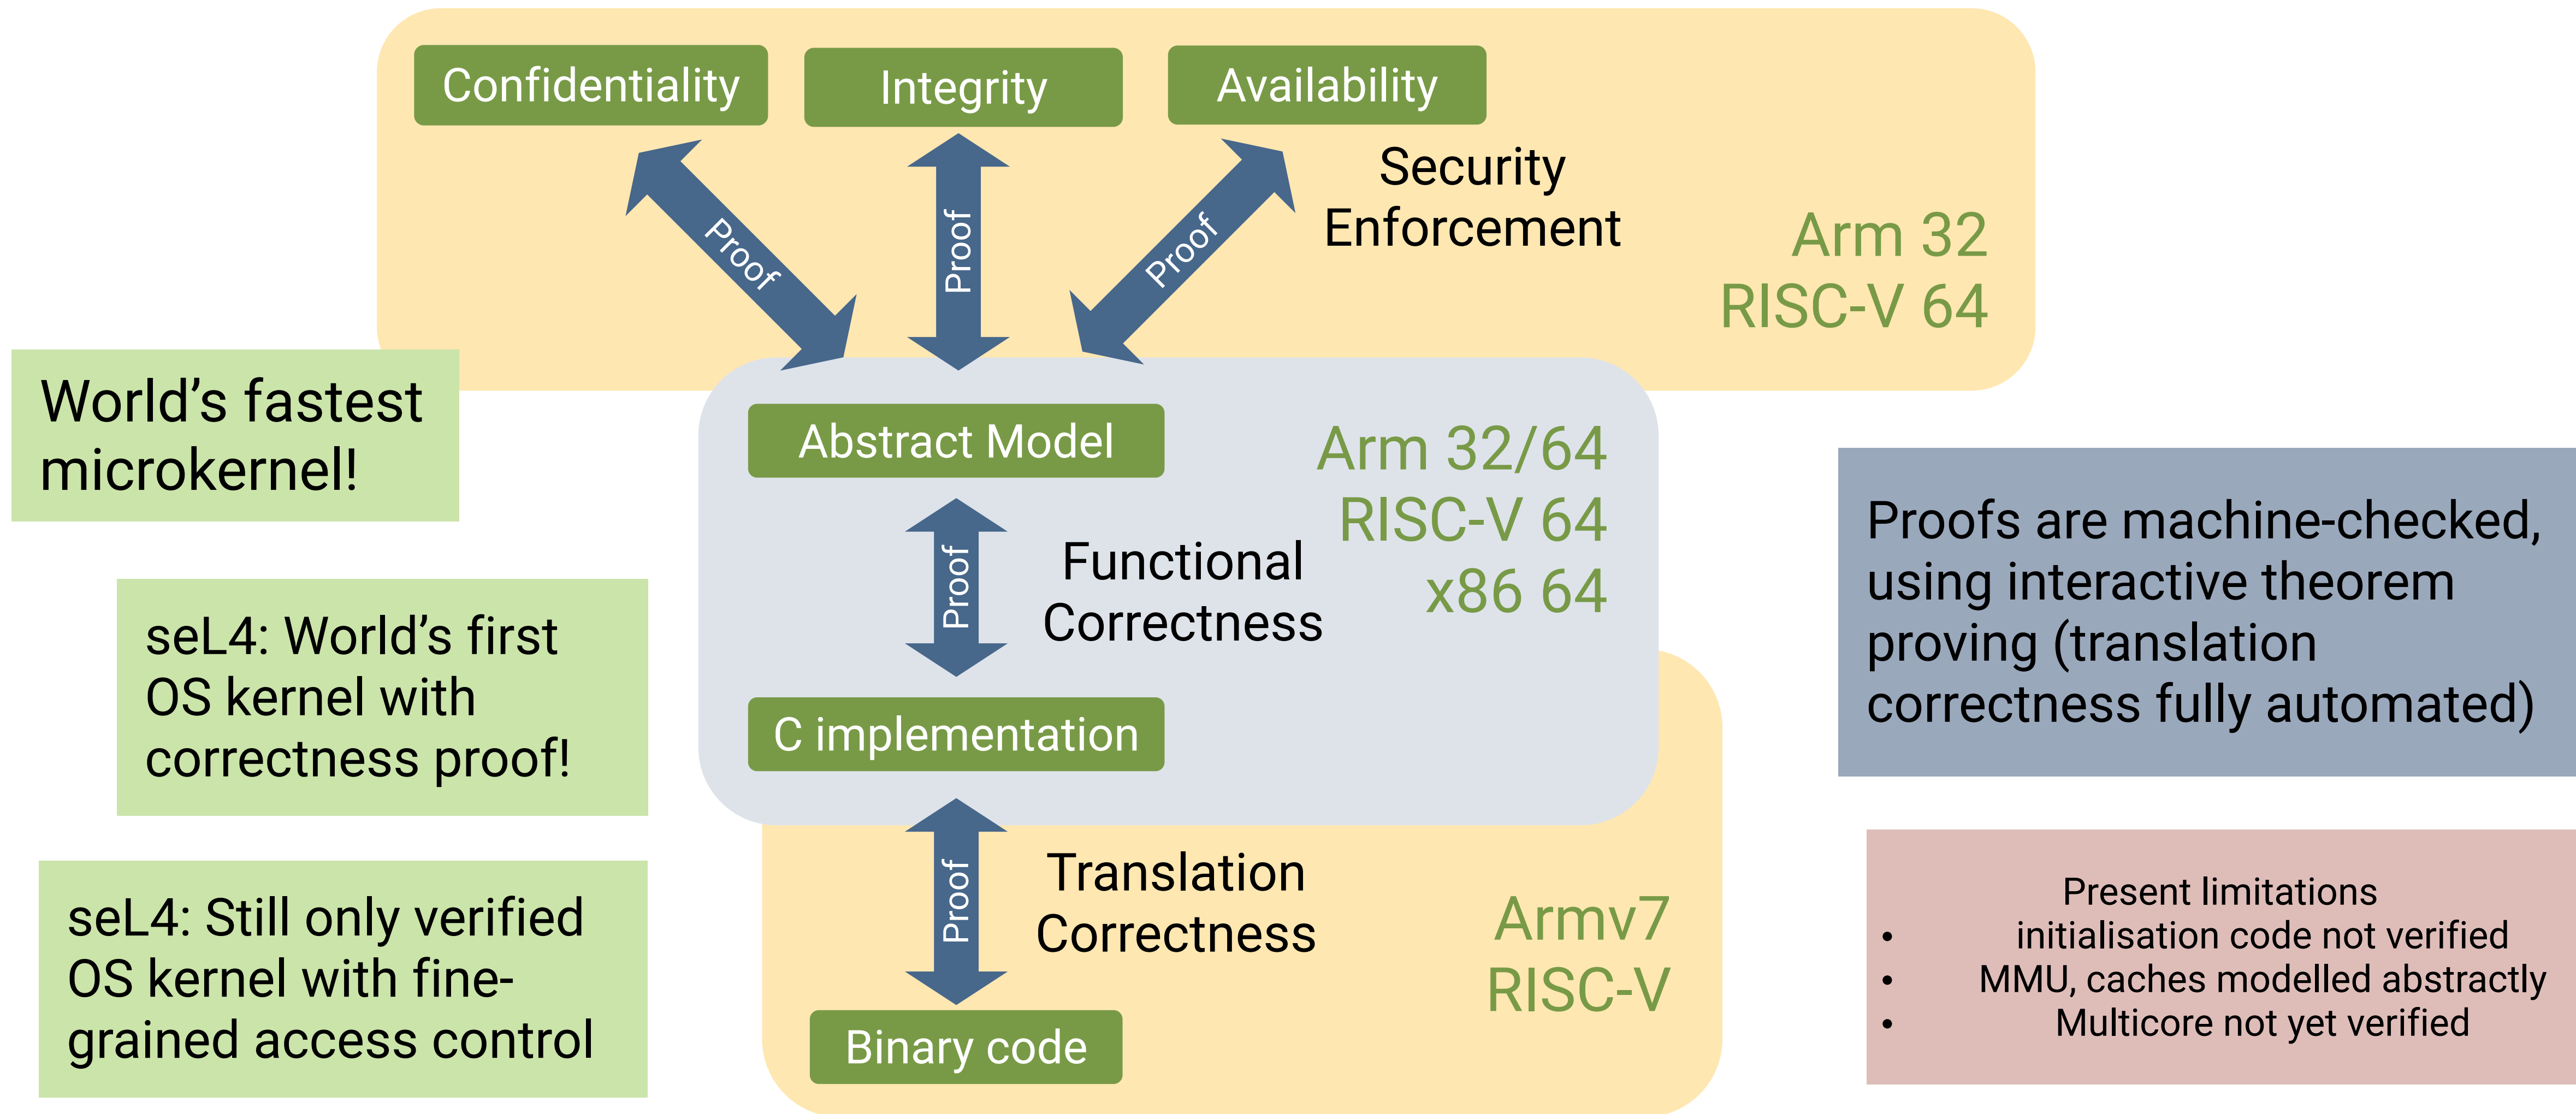 Confidentiality
Integrity
Availability
Proof
Proof
Proof
Security
Enforcement
Arm 32
RISC-V 64
World’s fastest
microkernel!
seL4: World’s first
OS kernel with
correctness proof!
seL4: Still only verified
OS kernel with fine-
grained access control
Abstract Model
Proof
Functional
Correctness
Arm 32/64
RISC-V 64
x86 64
C implementation
Proof
Translation
Correctness
Armv7
RISC-V
Binary code
Proofs are machine-checked,
using interactive theorem
proving (translation
correctness fully automated)
Present limitations
• initialisation code not verified
• MMU, caches modelled abstractly
• Multicore not yet verified